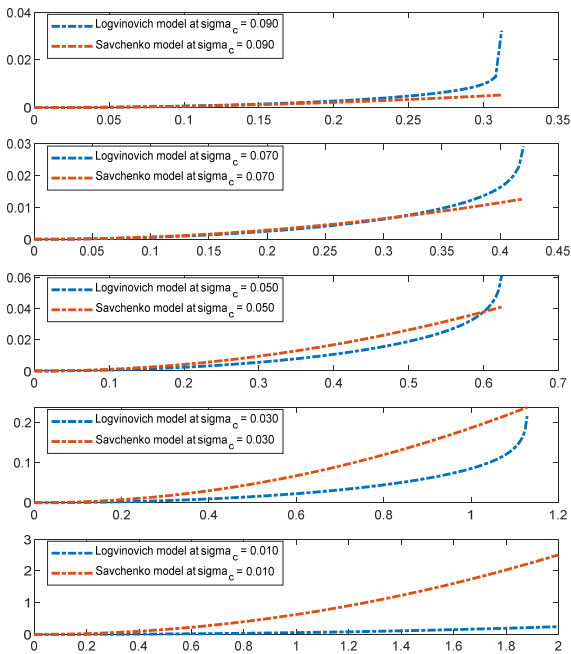 0.04
Logvinovich model at sigma c = 0.090
Savchenko model at sigma c = 0.090
0.02
0
0 0.05 0.1 0.15 0.2 0.25 0.3 0.35
0.03
Logvinovich model at sigma c = 0.070
Savchenko model at sigma c = 0.070
0.02
0.01
0
0 0.05 0.1 0.15 0.2 0.25 0.3 0.35 0.4 0.45
0.06
Logvinovich model at sigma c = 0.050
Savchenko model at sigma c = 0.050
0.04
0.02
0
0 0.1 0.2 0.3 0.4 0.5 0.6 0.7
Logvinovich model at sigma c = 0.030
0.2
Savchenko model at sigma c = 0.030
0.1
0
0 0.2 0.4 0.6 0.8 1 1.2
3
Logvinovich model at sigma c = 0.010
Savchenko model at sigma c = 0.010
2
1
0
0 0.2 0.4 0.6 0.8 1 1.2 1.4 1.6 1.8 2